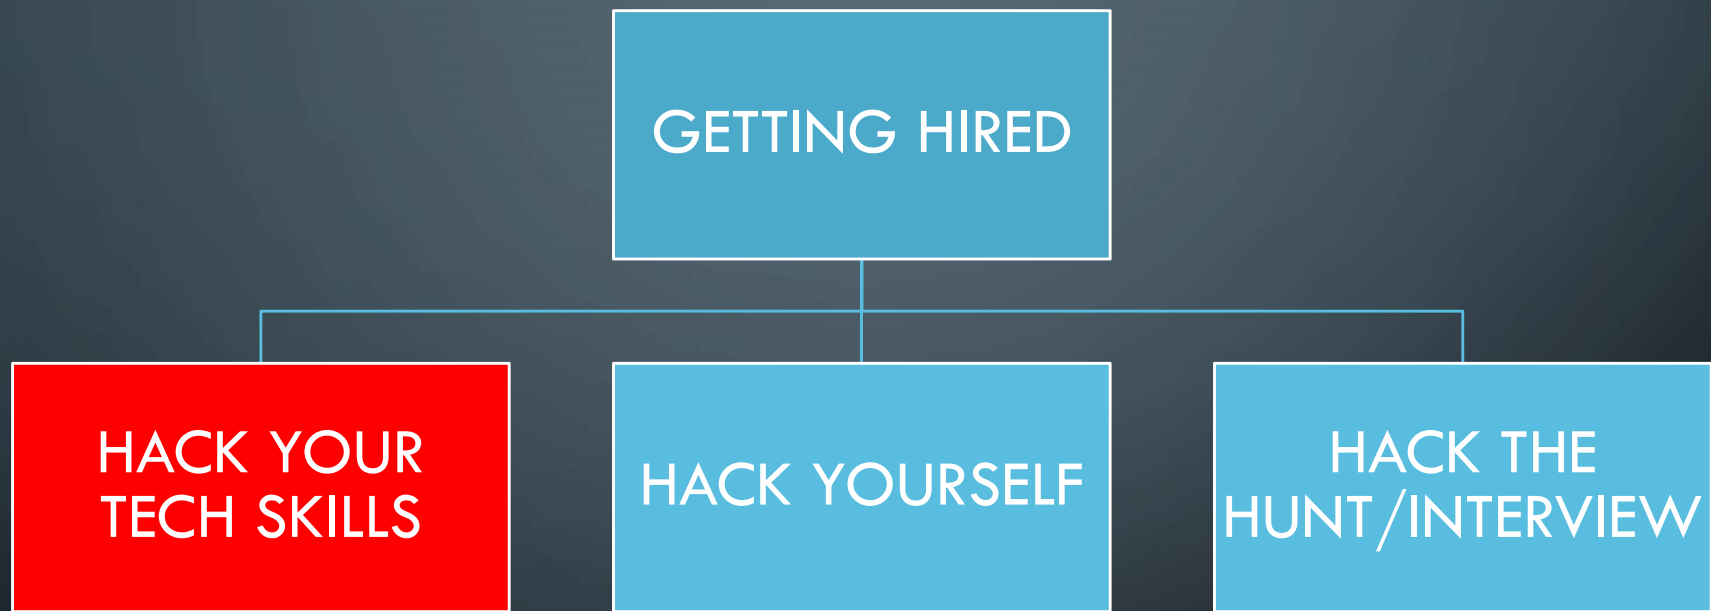 GETTING HIRED
HACK YOUR
TECH SKILLS
HACK YOURSELF
HACK THE
HUNT/INTERVIEW